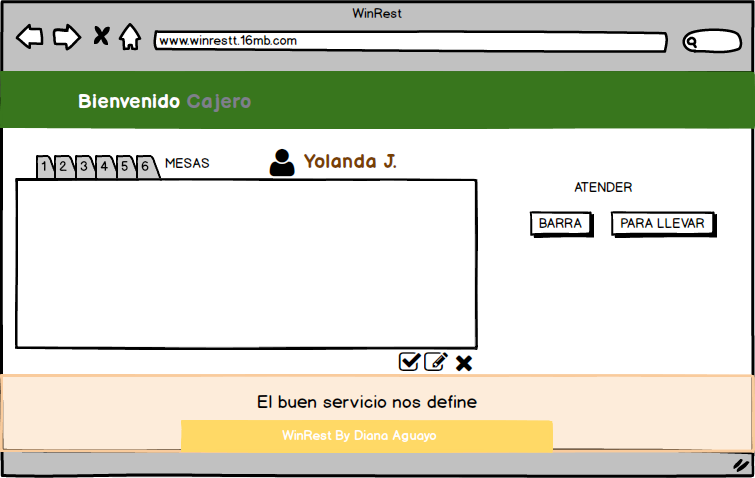 WinRest
www.winrestt.16mb.com
Bienvenido Cajero
1 2 3 4 5 6 MESAS
Yolanda J.
ATENDER
BARRA PARA LLEVAR
El buen servicio nos define
WinRest By Diana Aguayo